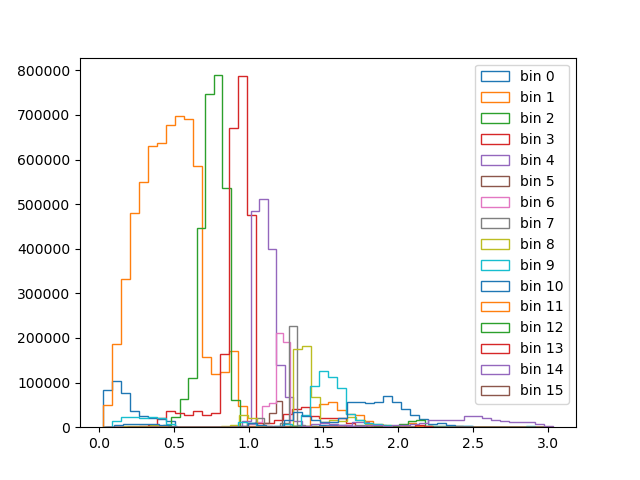 800000
700000
600000
500000
400000
300000
200000
100000
0
0.0 0.5 1.0 1.5 2.0 2.5 3.0
bin 0
bin 1
bin 2
bin 3
bin 4
bin 5
bin 6
bin 7
bin 8
bin 9
bin 10
bin 11
bin 12
bin 13
bin 14
bin 15